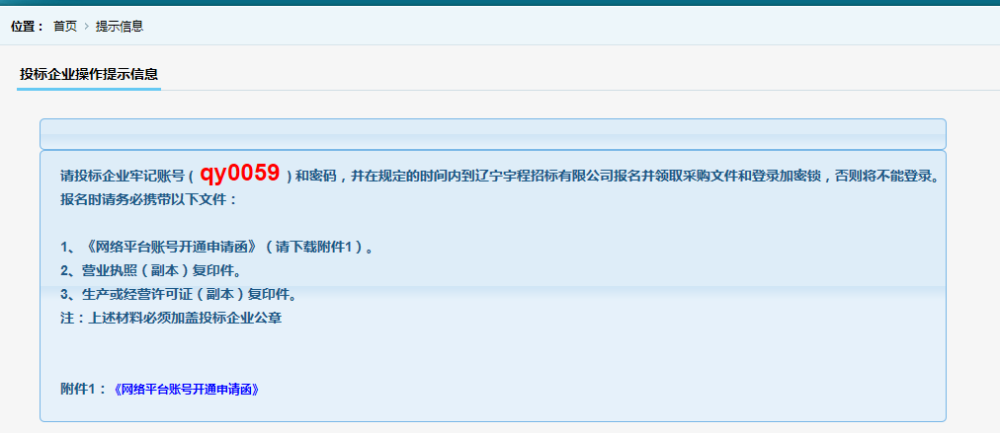 位置： 首页 > 提示信息
投标企业操作提示信息
请投标企业牢记账号（ qy0059 ）和密码，并在规定的时间内到辽宁宇程招标有限公司报名并领取采购文件和登录加密锁，否则将不能登录。
报名时请务必携带以下文件：
1、《网络平台账号开通申请函》（请下载附件1）。
2、营业执照（副本）复印件。
3、生产或经营许可证（副本）复印件。
注：上述材料必须加盖投标企业公章
附件1：《网络平台账号开通申请函》